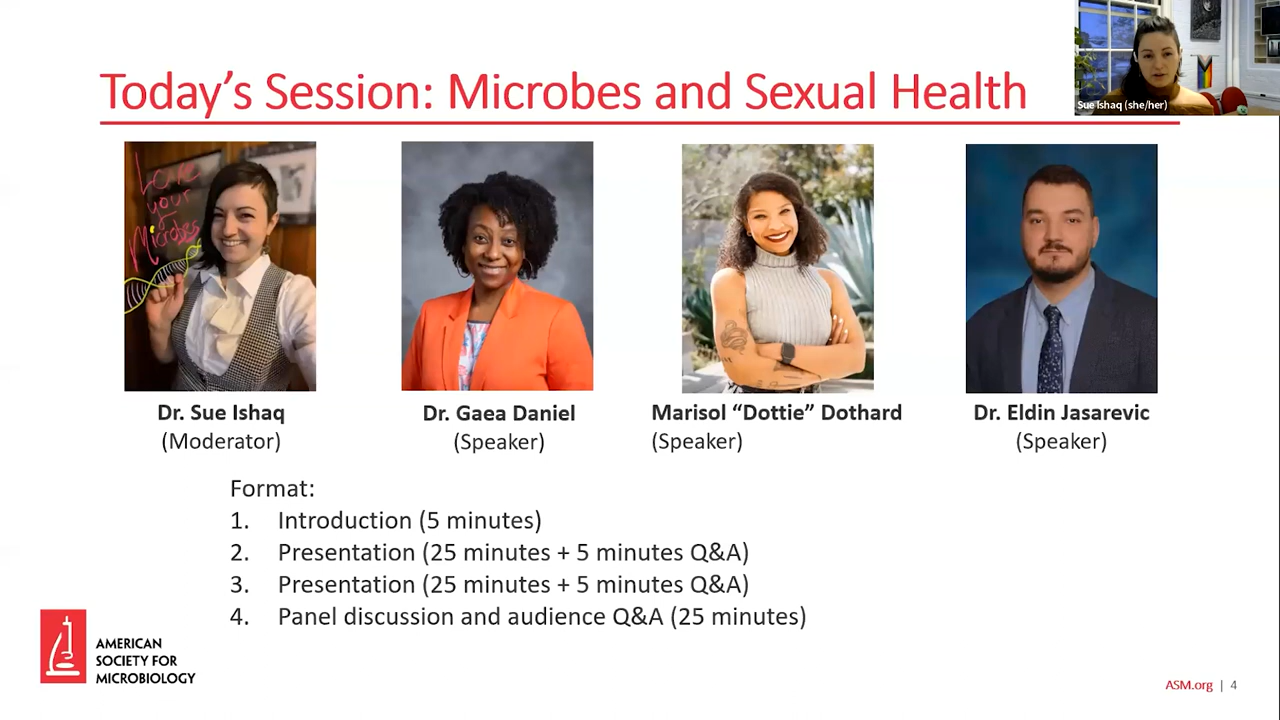 Today's Session: Microbes and Sexual Health
Sue Ishaq (she/her)
Love
your
Microbes
Dr. Sue Ishaq
(Moderator)
Dr. Gaea Daniel
(Speaker)
Marisol “Dottie” Dothard
(Speaker)
Dr. Eldin Jasarevic
(Speaker)
Format:
1. Introduction (5 minutes)
2. Presentation (25 minutes + 5 minutes Q&A)
3. Presentation (25 minutes + 5 minutes Q&A)
4. Panel discussion and audience Q&A (25 minutes)
AMERICAN
SOCIETY FOR
MICROBIOLOGY
ASM.org | 4